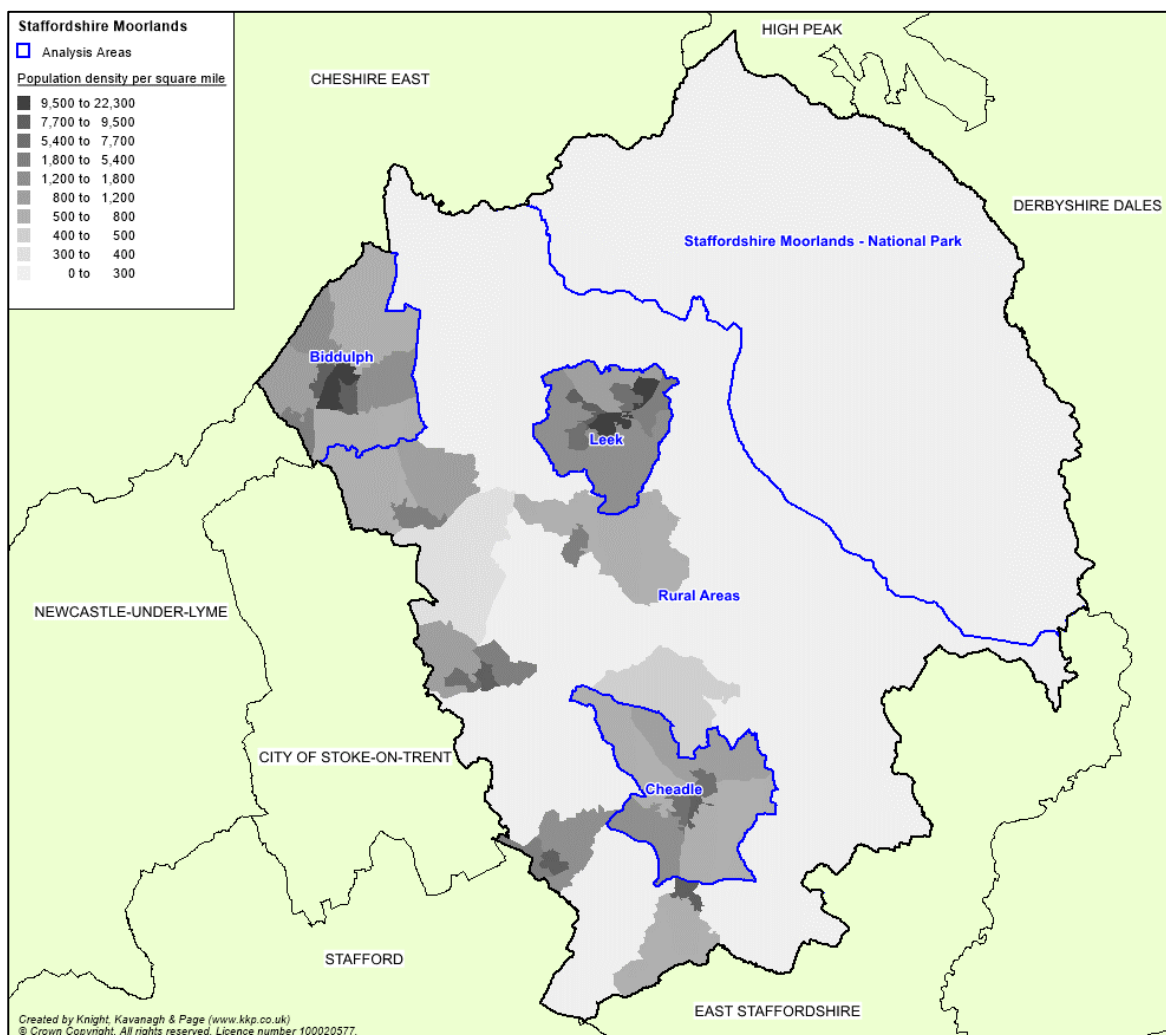 Staffordshire Moorlands
Analysis Areas
Population density per square mile
9,500 to 22,300
7,700 to 9,500
5,400 to 7,700
1,800 to 5,400
1,200 to 1,800
800 to 1,200
500 to 800
400 to 500
300 to 400
0 to 300
HIGH PEAK
CHESHIRE EAST
DERBYSHIRE DALES
Staffordshire Moorlands - National Park
Biddulph
Leek
Rural Areas
NEWCASTLE-UNDER-LYME
CITY OF STOKE-ON-TRENT
Cheadle
STAFFORD
EAST STAFFORDSHIRE
Created by Knight, Kavanagh & Page (www.kkp.co.uk)
© Crown Copyright. All rights reserved. Licence number 100020577.